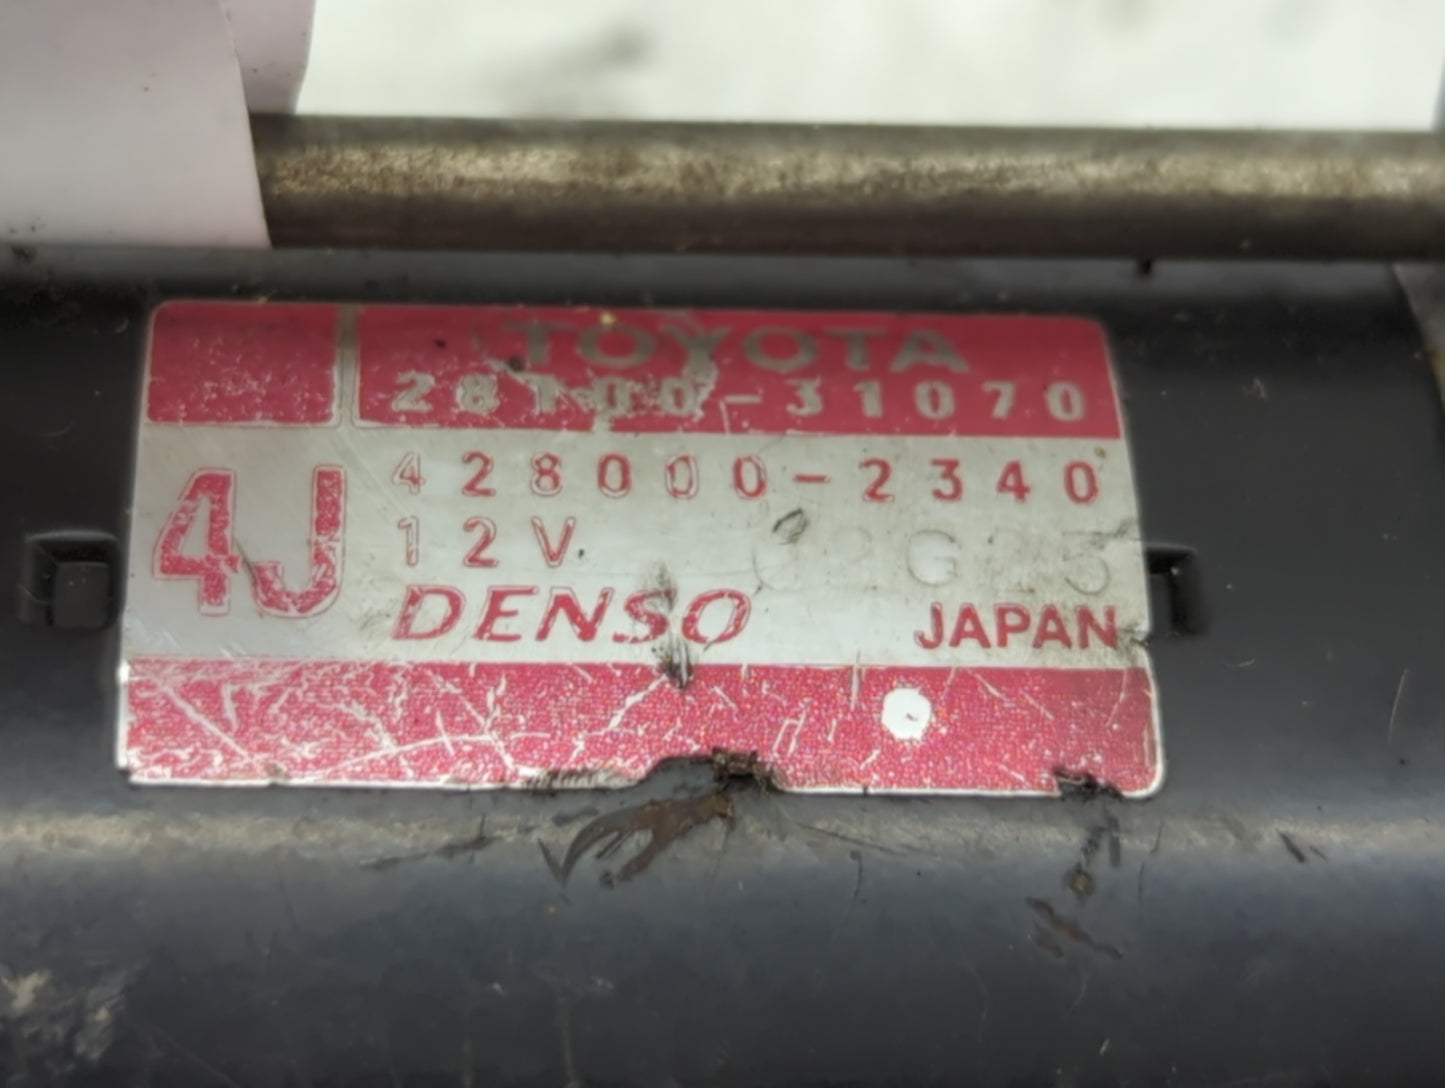 TOYOTA
28100-31070
4J
428000-2340
12V
DENSO
JAPAN